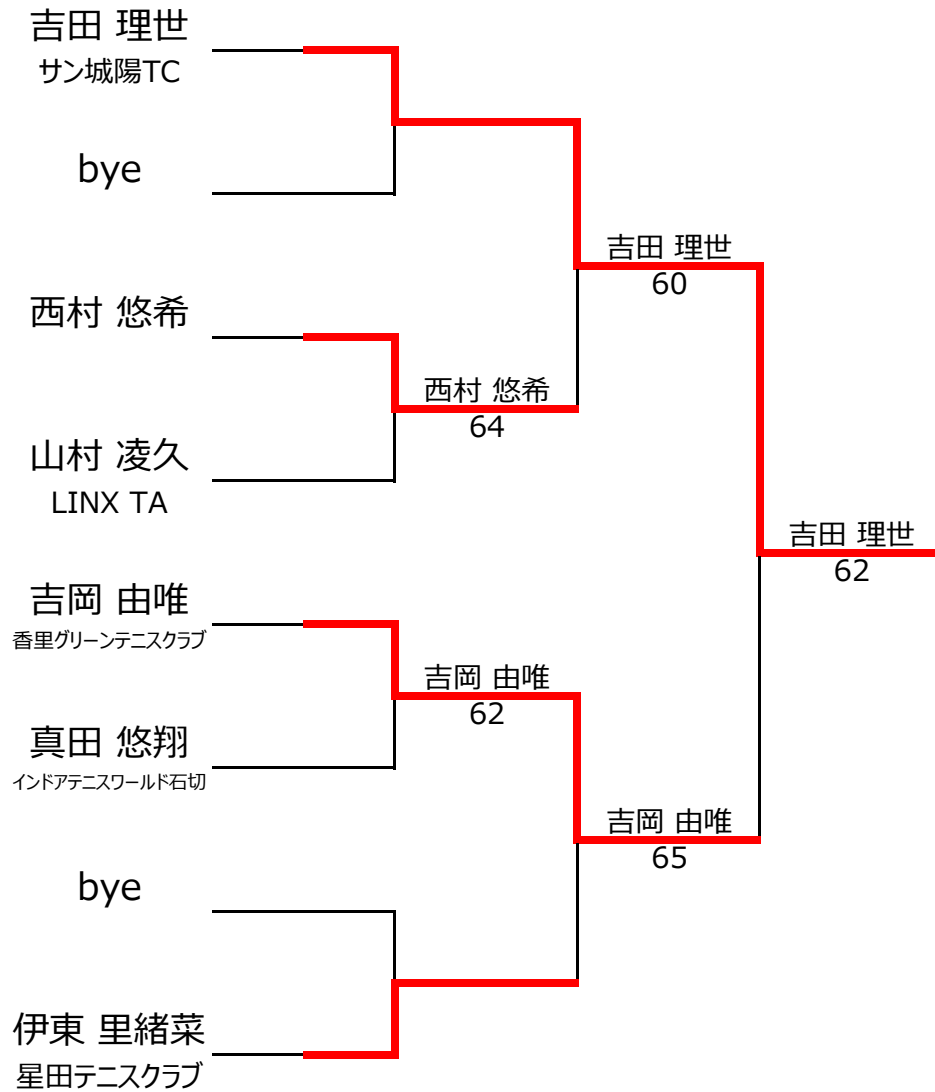 吉田 理世
サン城陽TC
bye
西村 悠希
山村 凌久
LINX TA
吉岡 由唯
香里グリーンテニスクラブ
真田 悠翔
インドアテニスワールド石切
bye
伊東 里緒菜
星田テニスクラブ
西村 悠希
64
吉岡 由唯
62
吉田 理世
60
吉岡 由唯
65
吉田 理世
62